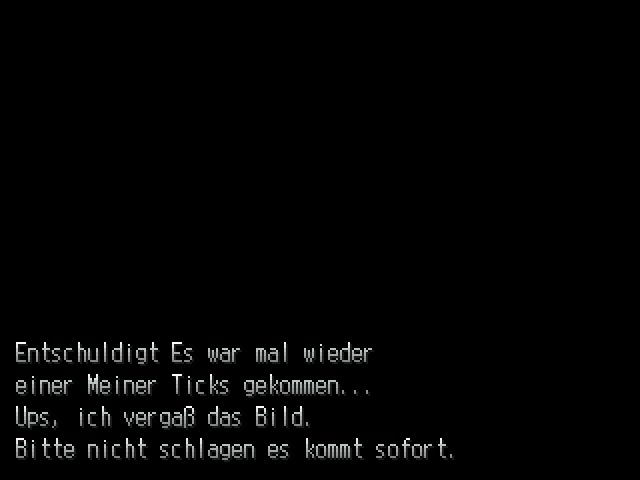 Entschuldigt Es war mal wieder
einer Meiner Ticks gekommen...
Ups, ich vergaß das Bild.
Bitte nicht schlagen es kommt sofort.